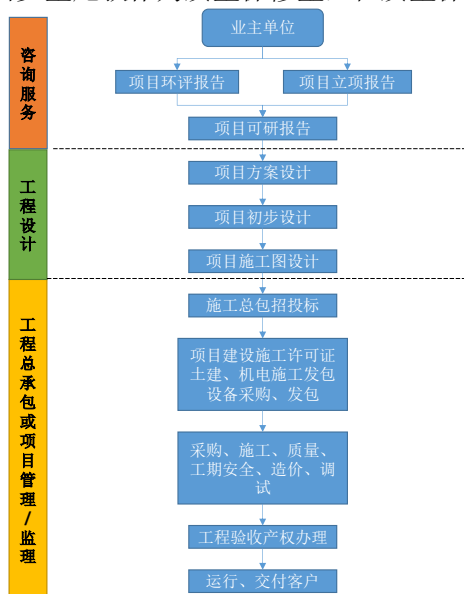 业主单位
咨询服务
项目环评报告
项目立项报告
项目可研报告
工程设计
项目方案设计
项目初步设计
项目施工图设计
工程总承包或项目管理/监理
施工总包招投标
项目建设施工许可证
土建、机电施工发包
设备采购、发包
采购、施工、质量、
工期安全、造价、调
试
工程验收产权办理
运行、交付客户